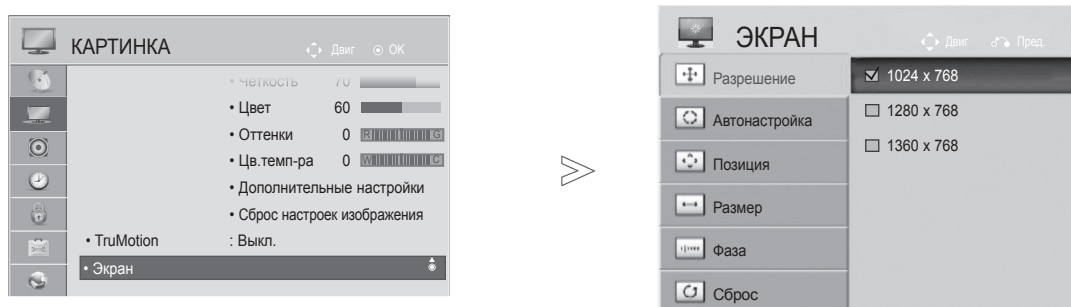 КАРТИНКА
Двиг OK
• Четкость 70
• Цвет 60
• Оттенки 0 R G
• Цв.темп-ра 0 W C
• Дополнительные настройки
• Сброс настроек изображения
• TruMotion : Выкл.
• Экран
ЭКРАН
Двиг Пред.
Разрешение
Автонастройка
Позиция
Размер
Фаза
Сброс
1024 x 768
1280 x 768
1360 x 768